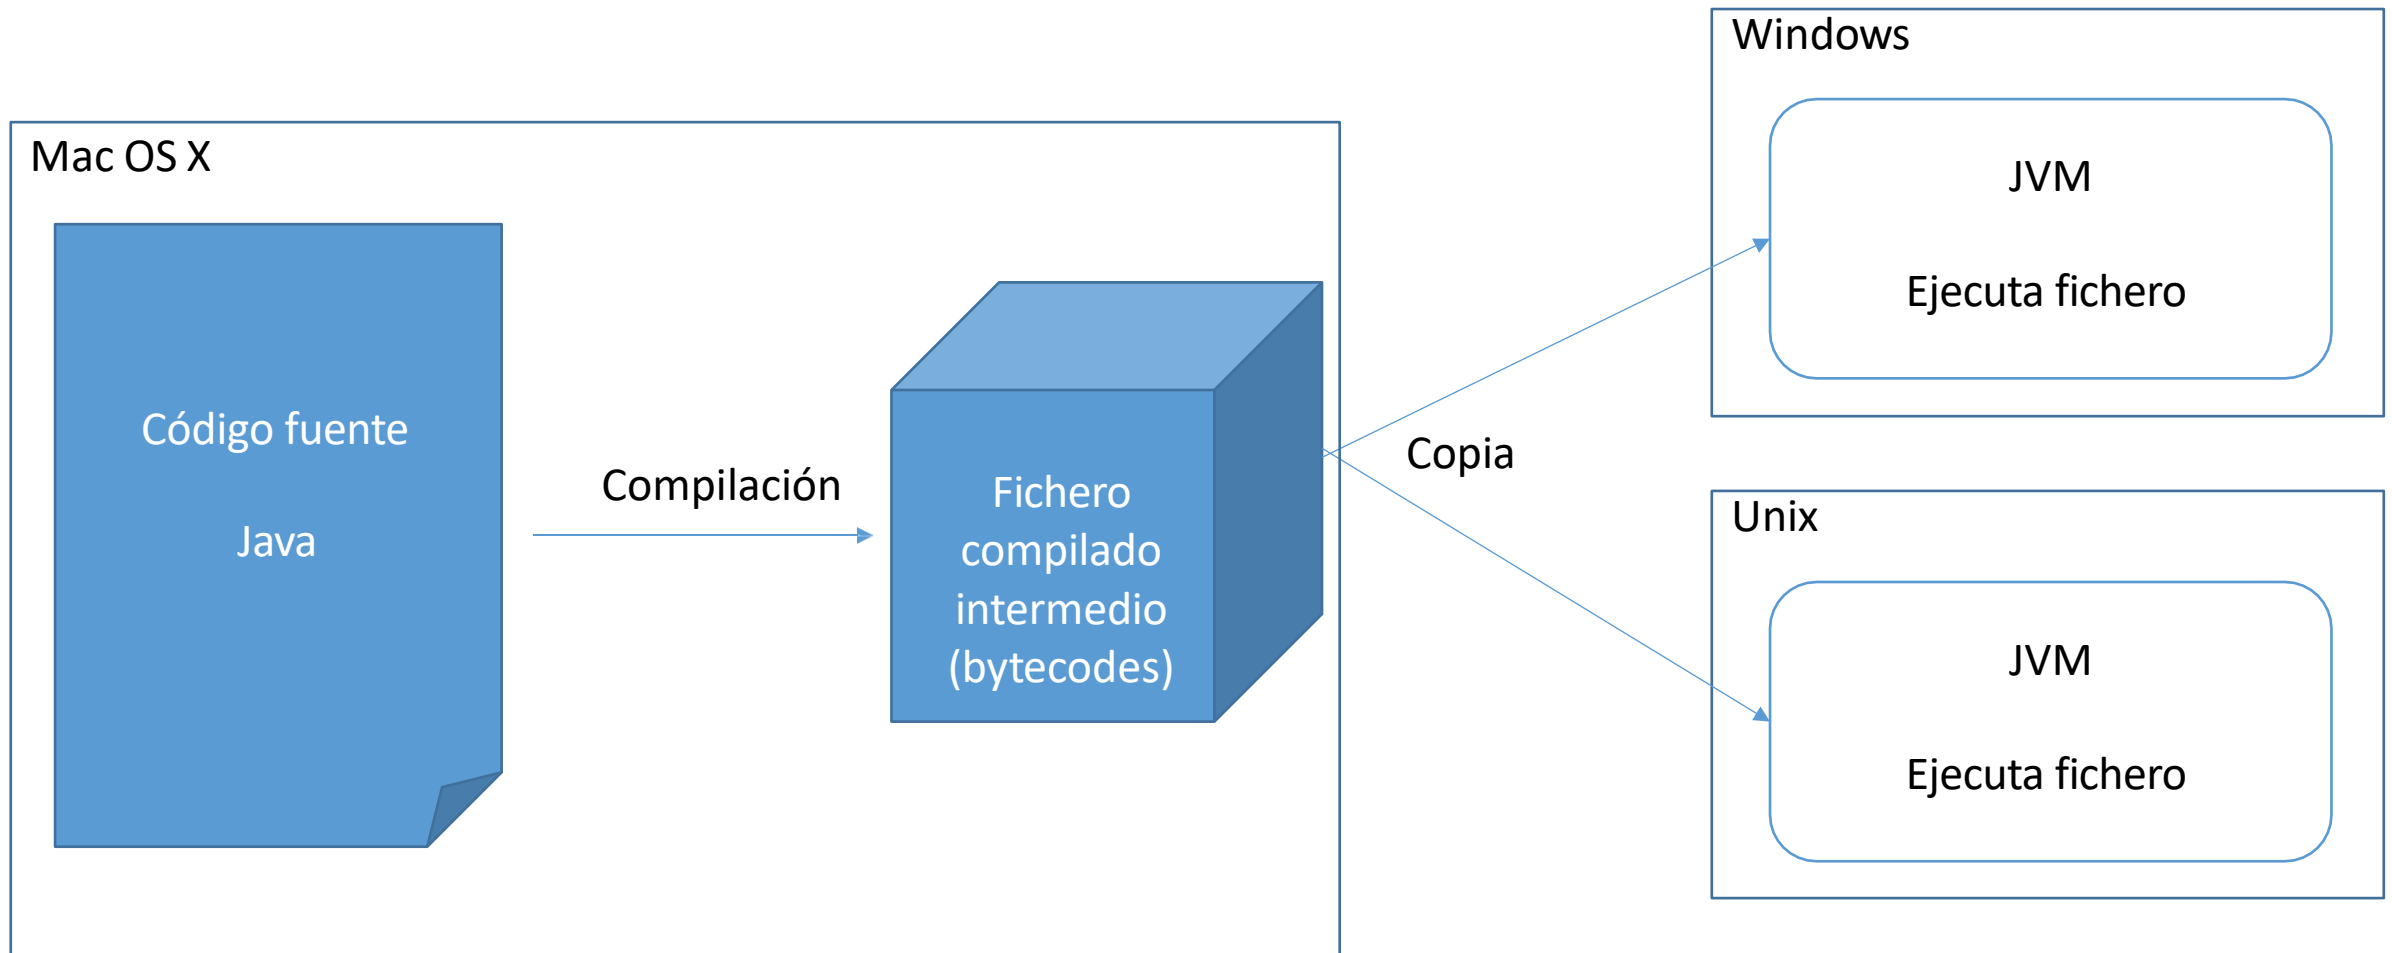 Mac OS X
Código fuente
Java
Compilación
Fichero
compilado
intermedio
(bytecodes)
Copia
Windows
JVM
Ejecuta fichero
Unix
JVM
Ejecuta fichero